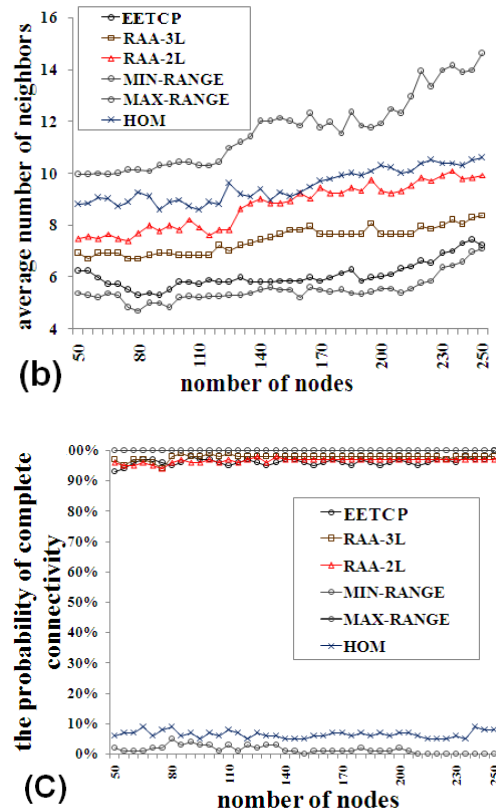 EETCP
RAA-3L
RAA-2L
MIN-RANGE
MAX-RANGE
HOM
average number of neighbors
16
14
12
10
8
6
4
50
80
110
140
170
200
230
250
nomber of nodes
(b)
the probability of complete connectivity
00%
90%
80%
70%
60%
50%
40%
30%
20%
10%
0%
EETCP
RAA-3L
RAA-2L
MIN-RANGE
MAX-RANGE
HOM
50
80
110
140
170
200
230
250
nomber of nodes
(C)